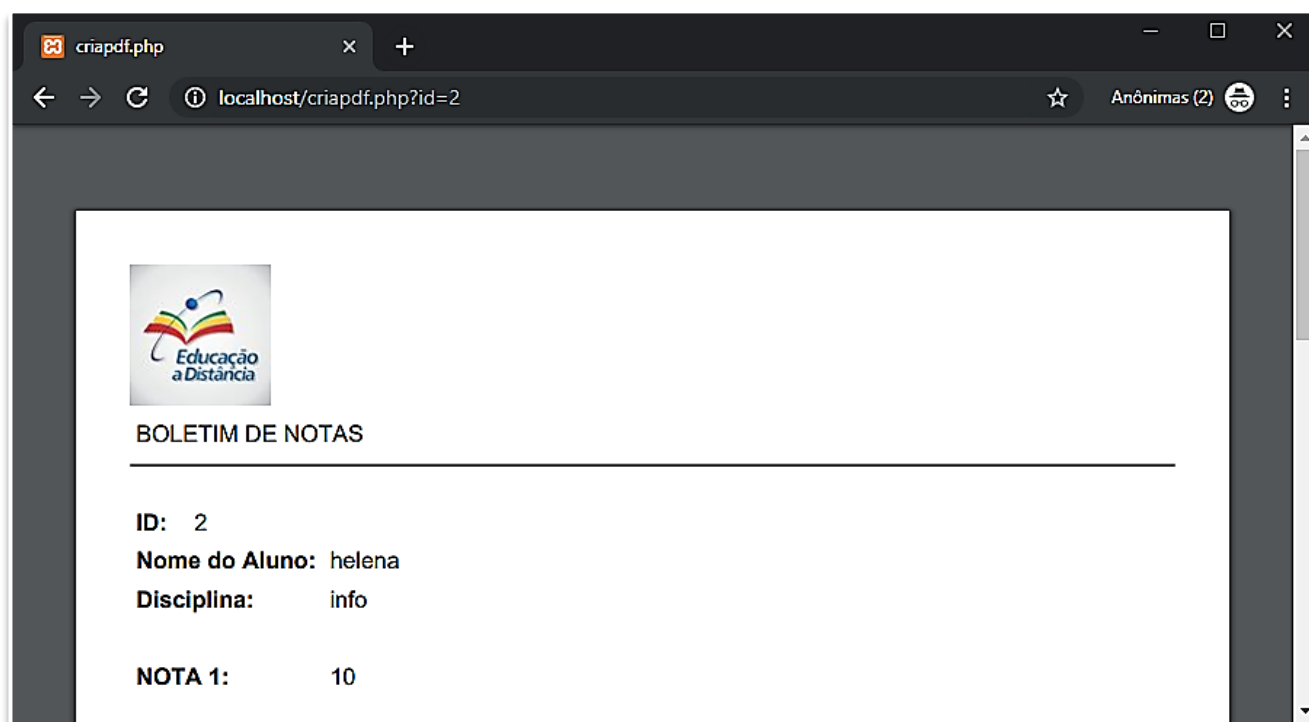 criapdf.php
localhost/criapdf.php?id=2
Anônimas (2)
Educação
a Distância
BOLETIM DE NOTAS
ID: 2
Nome do Aluno: helena
Disciplina: info
NOTA 1: 10